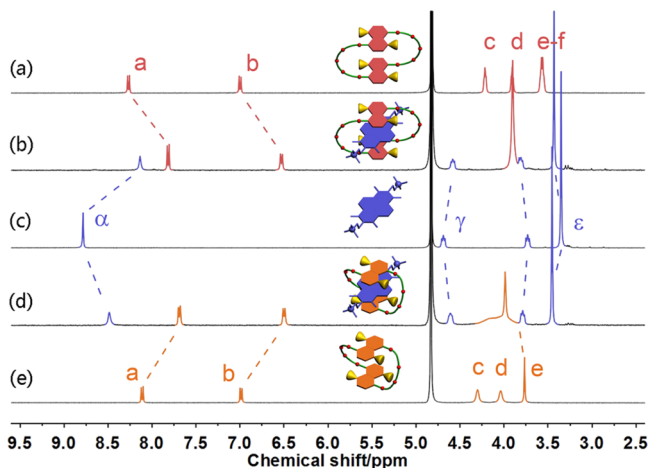 a b c d e-f
(a)
(b)
α γ ε
(c)
(d)
a b c d e
(e)
9.5 9.0 8.5 8.0 7.5 7.0 6.5 6.0 5.5 5.0 4.5 4.0 3.5 3.0 2.5
Chemical shift/ppm